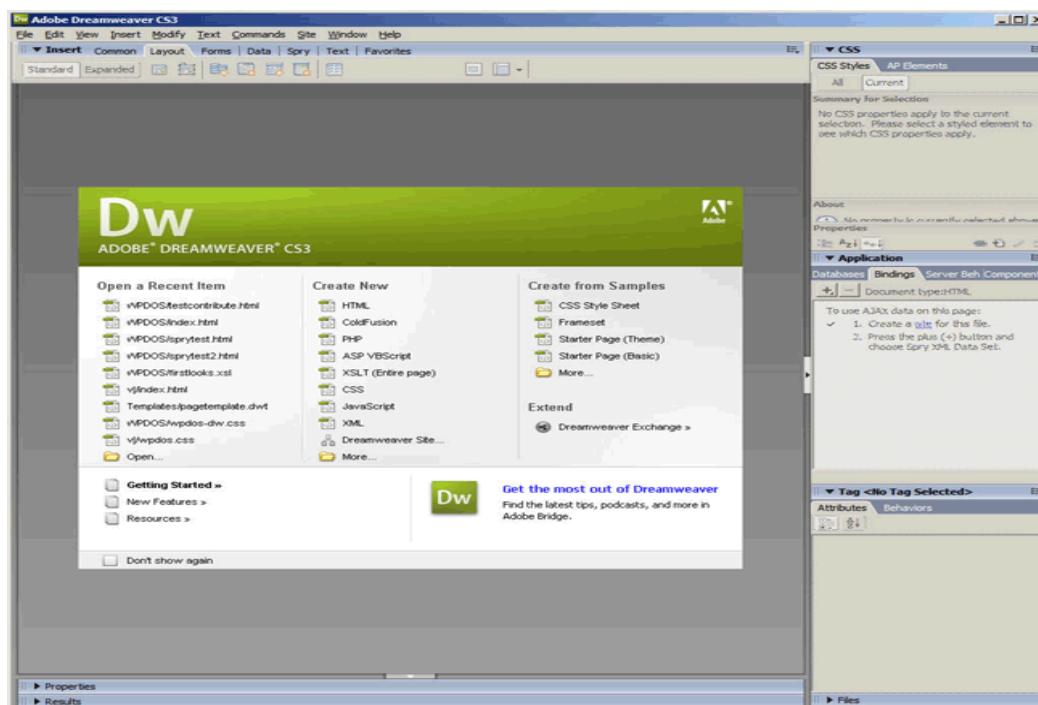 Dw Adobe Dreamweaver CS3
File Edit View Insert Modify Text Commands Site Window Help
Insert Common Layout Forms Data Spry Text Favorites
Standard Expanded
CSS
CSS Styles AP Elements
All Current
Summary for Selection
No CSS properties apply to the current
selection. Please select a styled element to
see which CSS properties apply.
About
No property is currently selected above
Properties
Application
Databases Bindings Server Beh Component
Document type:HTML
To use AJAX data on this page:
1. Create a site for this file.
2. Press the plus (+) button and
choose Spry XML Data Set.
Tag <No Tag Selected>
Attributes Behaviors
Files
Dw
ADOBE® DREAMWEAVER® CS3
Adobe
Open a Recent Item
WPDOS/testcontribute.html
WPDOS/index.html
WPDOS/sprytest.html
WPDOS/sprytest2.html
WPDOS/firstlooks.xsl
vj/index.html
Templates/pagetemplate.dwt
WPDOS/wpdos-dw.css
vj/wpdos.css
Open...
Create New
HTML
ColdFusion
PHP
ASP VBScript
XSLT (Entire page)
CSS
JavaScript
XML
Dreamweaver Site...
More...
Create from Samples
CSS Style Sheet
Frameset
Starter Page (Theme)
Starter Page (Basic)
More...
Extend
Dreamweaver Exchange »
Getting Started »
New Features »
Resources »
Dw
Get the most out of Dreamweaver
Find the latest tips, podcasts, and more in
Adobe Bridge.
Don't show again
Properties
Results